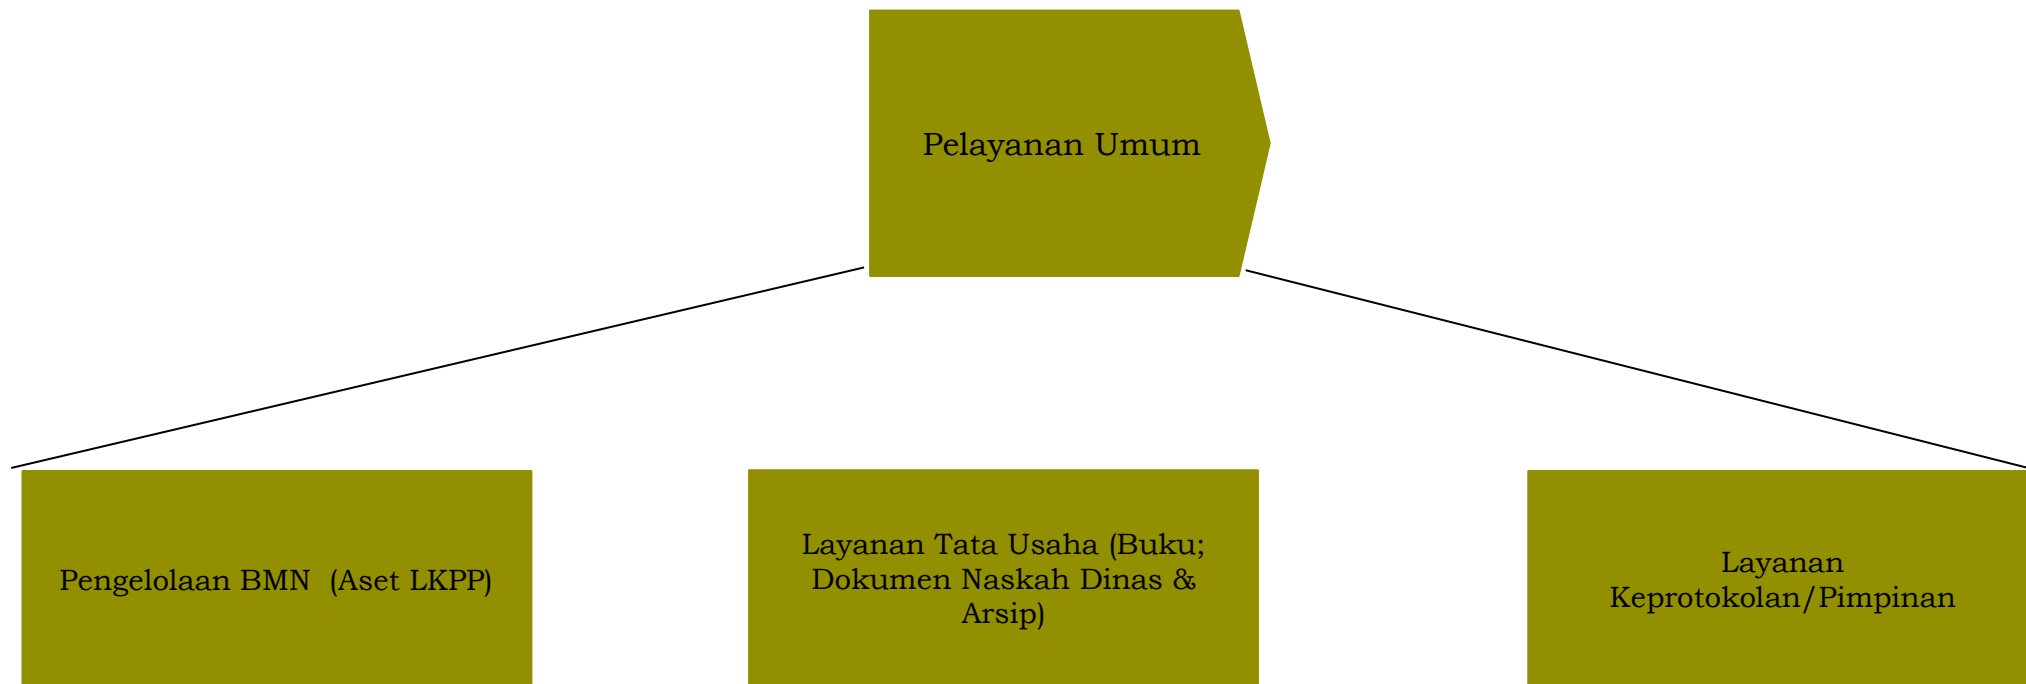 Pelayanan Umum
Pengelolaan BMN  (Aset LKPP)
Layanan Tata Usaha (Buku;
Dokumen Naskah Dinas &
Arsip)
Layanan
Keprotokolan/Pimpinan